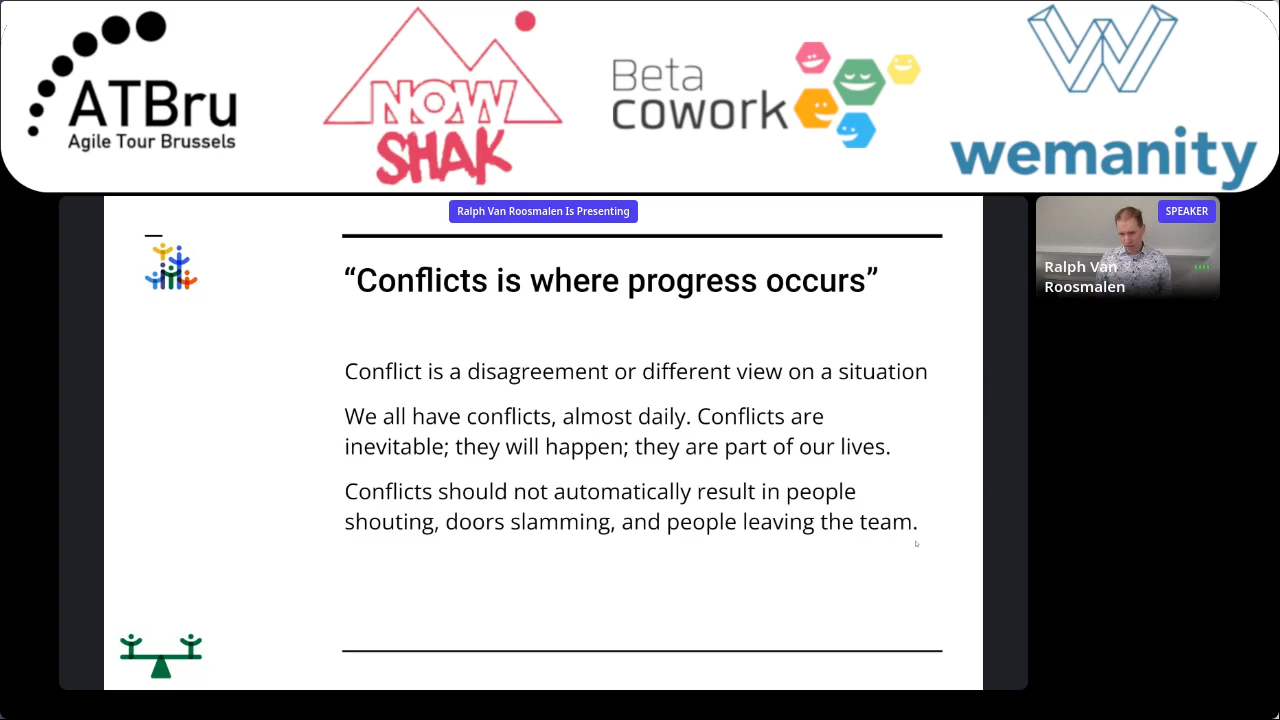 ATBru
Agile Tour Brussels
NOW
SHAK
Beta
cowork
wemanity
Ralph Van Roosmalen Is Presenting
SPEAKER
Ralph Van
Roosmalen
“Conflicts is where progress occurs”
Conflict is a disagreement or different view on a situation
We all have conflicts, almost daily. Conflicts are
inevitable; they will happen; they are part of our lives.
Conflicts should not automatically result in people
shouting, doors slamming, and people leaving the team.